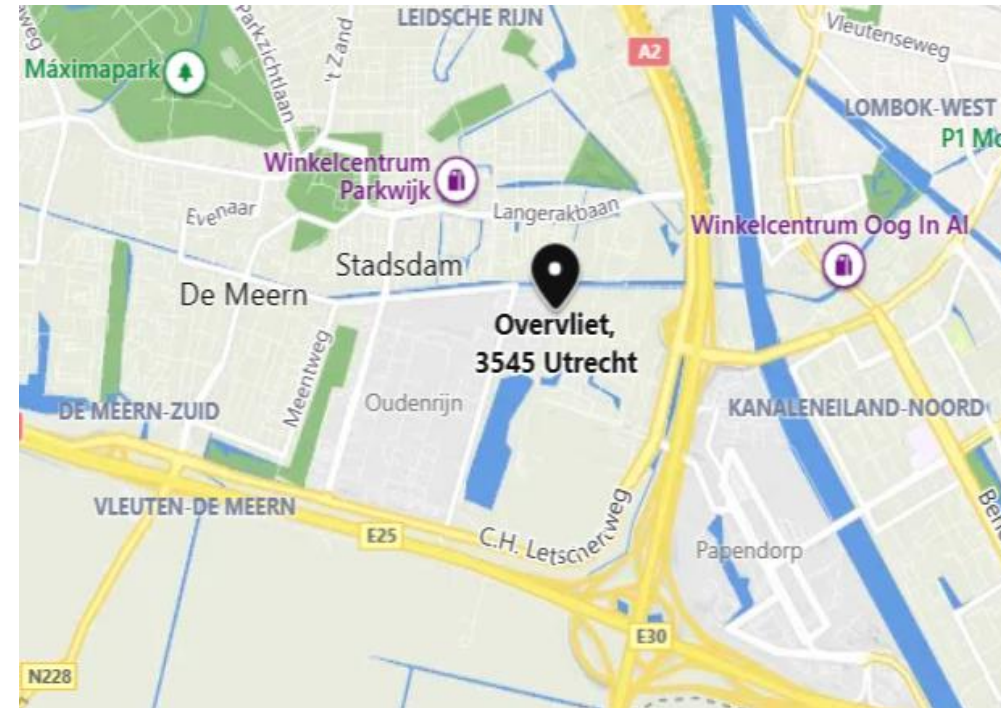 LEIDSCHE RIJN
Parkzichtlaan
't Zand
A2
Vleutenseweg
Máximapark
LOMBOK-WEST
P1 Mo
Winkelcentrum
Parkwijk
Evenaar
Langerakbaan
Winkelcentrum Oog In Al
Stadsdam
De Meern
Overvliet,
3545 Utrecht
Meentweg
Oudenrijn
DE MEERN-ZUID
KANALENEILAND-NOORD
VLEUTEN-DE MEERN
E25
C.H. Letschertweg
Papendorp
E30
N228